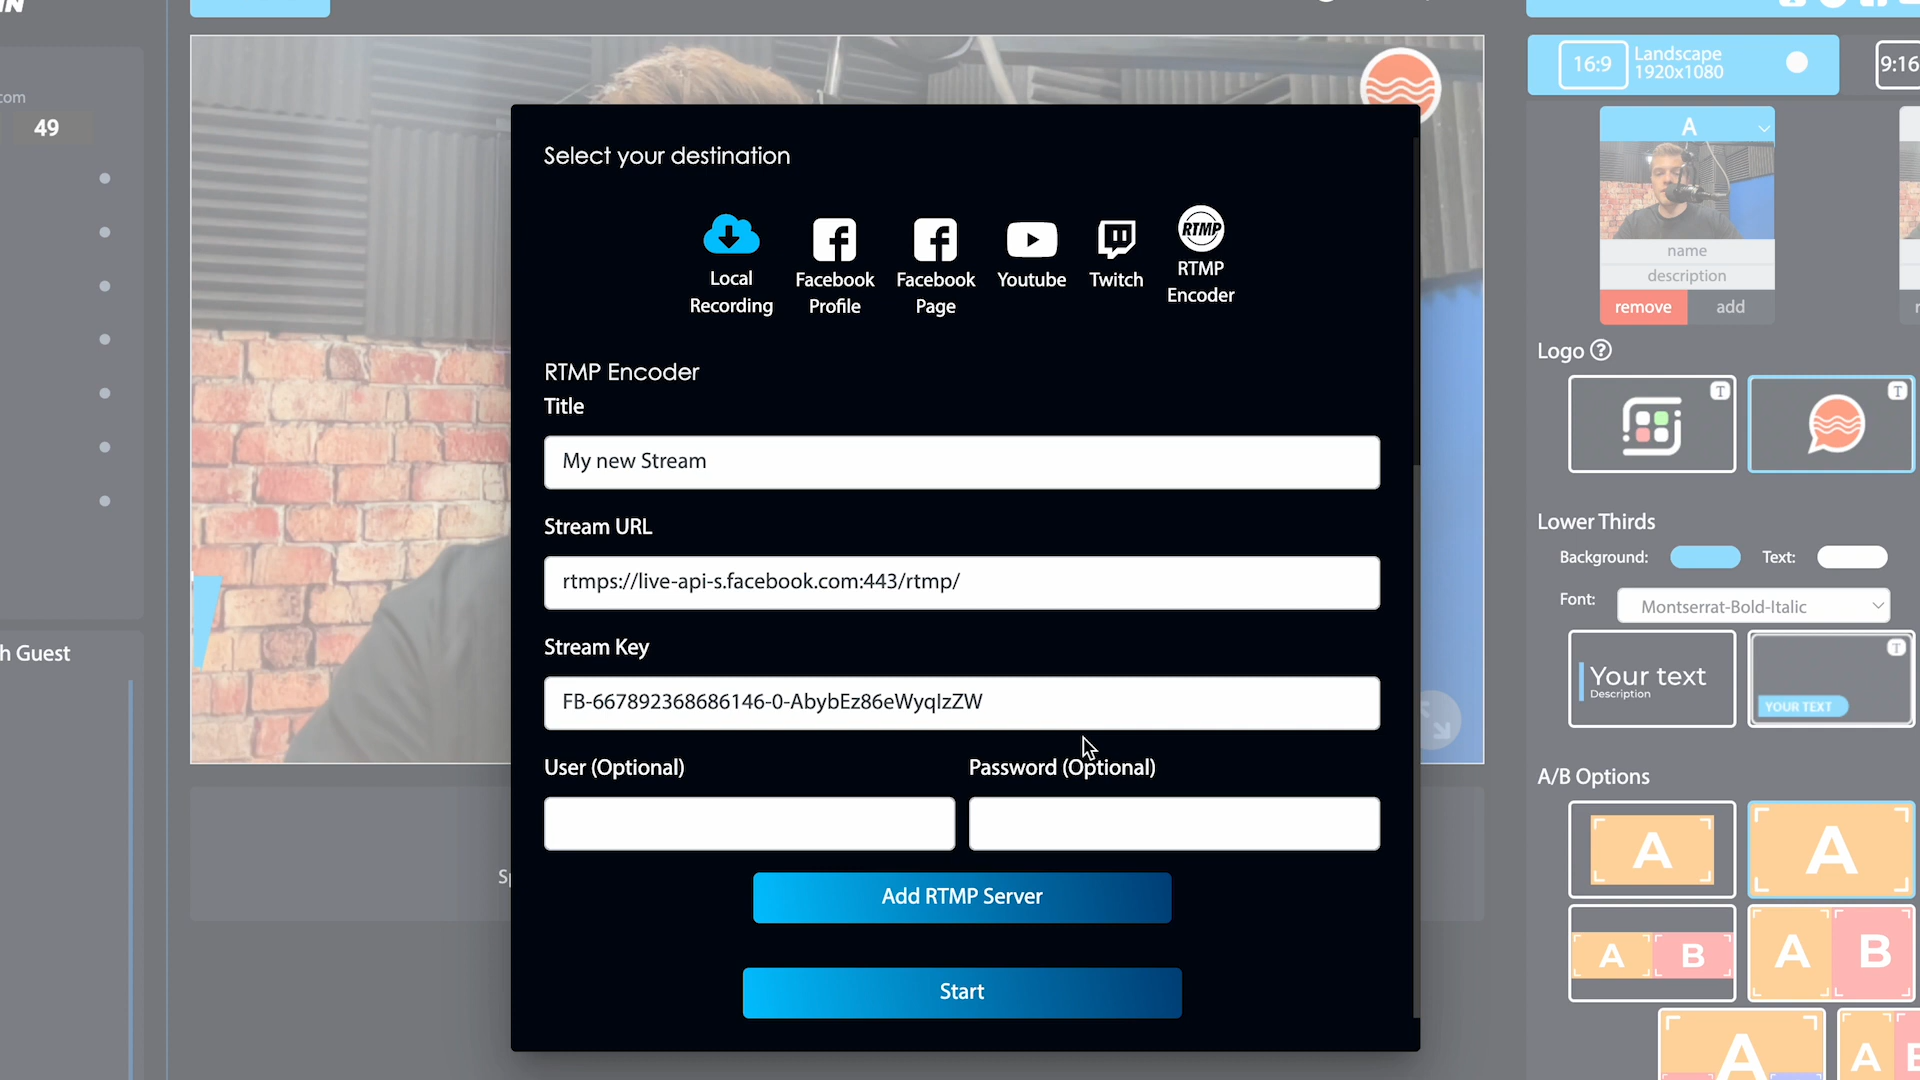 com
49
h Guest
Select your destination
Local
Recording
Facebook
Profile
Facebook
Page
Youtube
Twitch
RTMP
RTMP
Encoder
RTMP Encoder
Title
My new Stream
Stream URL
rtmps://live-api-s.facebook.com:443/rtmp/
Stream Key
FB-667892368686146-0-AbybEz86eWyqIzZW
User (Optional)
Password (Optional)
Add RTMP Server
Start
16:9
Landscape
1920x1080
9:16
A
name
description
remove
add
Logo ?
T
T
Lower Thirds
Background:
Text:
Font:
Montserrat-Bold-Italic
Your text
Description
T
YOUR TEXT
A/B Options
A
A
A B
A B
A
A